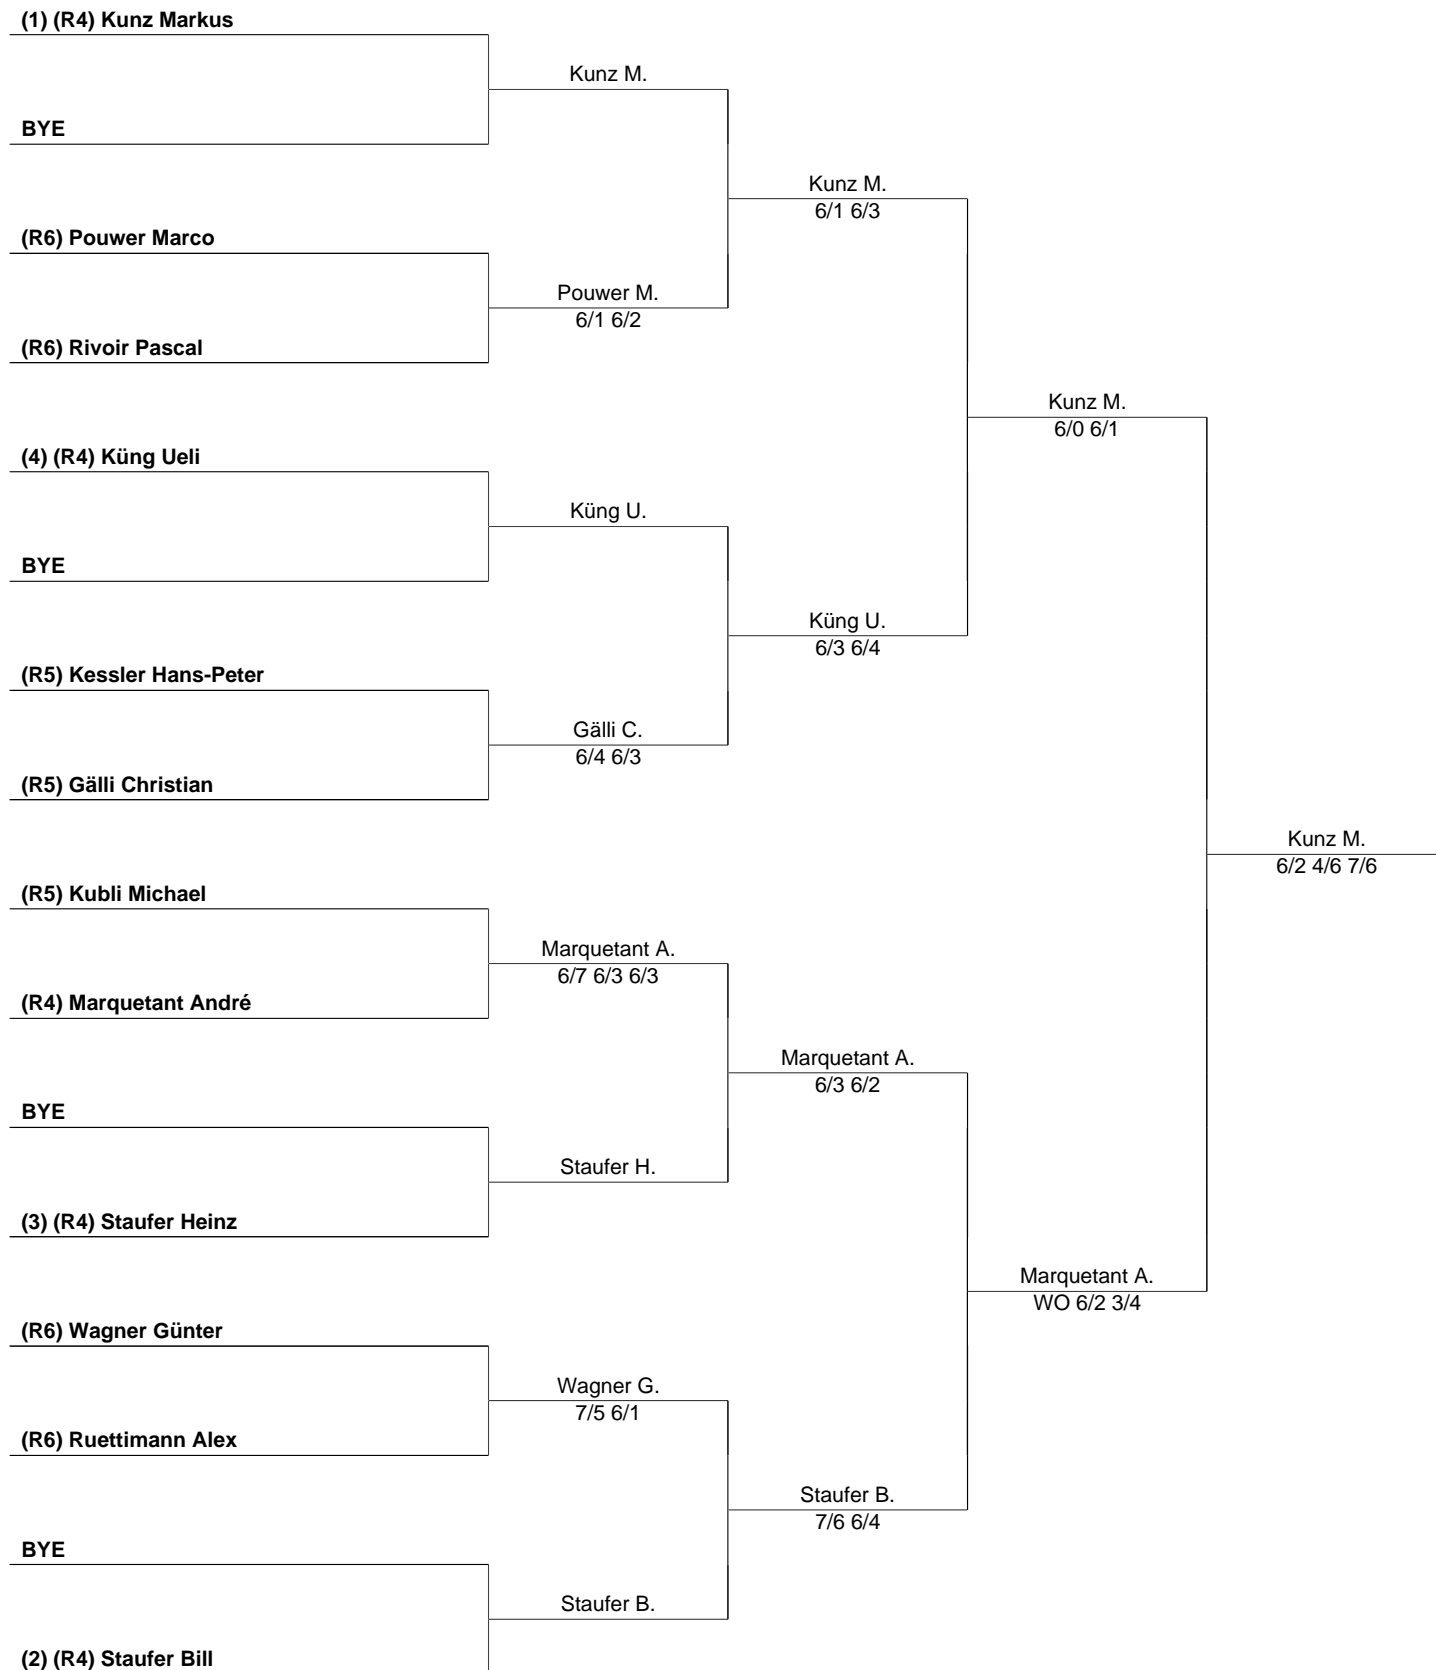 (1) (R4) Kunz Markus
Kunz M.
BYE
Kunz M.
6/1 6/3
(R6) Pouwer Marco
Pouwer M.
6/1 6/2
(R6) Rivoir Pascal
Kunz M.
6/0 6/1
(4) (R4) Küng Ueli
Küng U.
BYE
Küng U.
6/3 6/4
(R5) Kessler Hans-Peter
Gälli C.
6/4 6/3
(R5) Gälli Christian
Kunz M.
6/2 4/6 7/6
(R5) Kubli Michael
Marquetant A.
6/7 6/3 6/3
(R4) Marquetant André
Marquetant A.
6/3 6/2
BYE
Staufer H.
(3) (R4) Staufer Heinz
Marquetant A.
WO 6/2 3/4
(R6) Wagner Günter
Wagner G.
7/5 6/1
(R6) Ruettimann Alex
Staufer B.
7/6 6/4
BYE
Staufer B.
(2) (R4) Staufer Bill